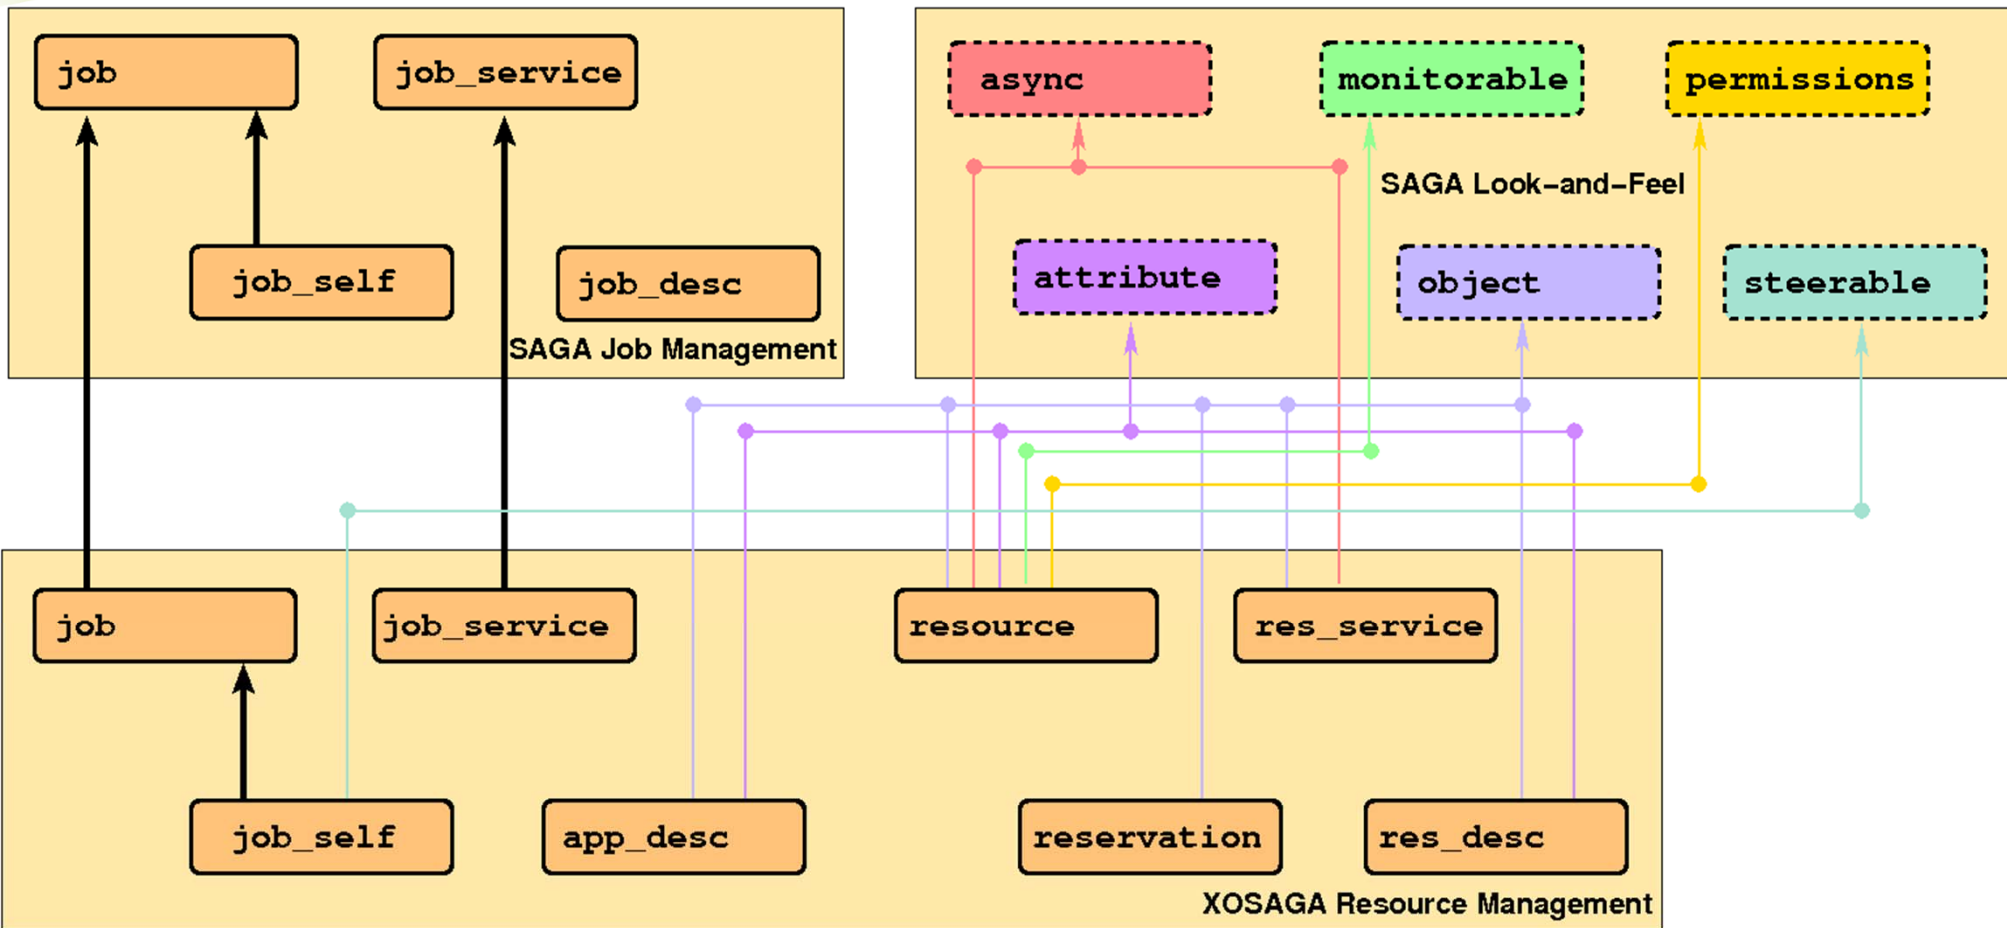 job
job_service
job_self
job_desc
SAGA Job Management
async
monitorable
permissions
SAGA Look-and-Feel
attribute
object
steerable
job
job_service
resource
res_service
job_self
app_desc
reservation
res_desc
XOSAGA Resource Management